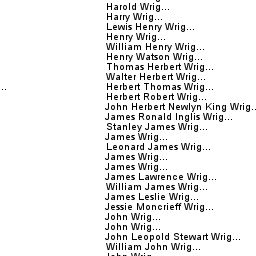 Harold Wrig...
Harry Wrig...
Lewis Henry Wrig...
Henry Wrig...
William Henry Wrig...
Henry Watson Wrig...
Thomas Herbert Wrig...
Walter Herbert Wrig...
.. Herbert Thomas Wrig...
Herbert Robert Wrig...
John Herbert Newlyn King Wrig..
James Ronald Inglis Wrig...
Stanley James Wrig...
James Wrig...
Leonard James Wrig...
James Wrig...
James Wrig...
James Lawrence Wrig...
William James Wrig...
James Leslie Wrig...
Jessie Moncrieff Wrig...
John Wrig...
John Wrig...
John Leopold Stewart Wrig...
William John Wrig...
John Wrig...